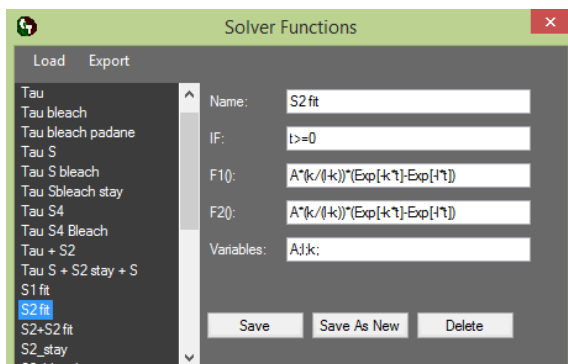 Solver Functions
Load Export
Tau
Tau bleach
Tau bleach padane
Tau S
Tau S bleach
Tau Sbleach stay
Tau S4
Tau S4 Bleach
Tau + S2
Tau S + S2 stay + S
S1 fit
S2 fit
S2+S2 fit
S2_stay
Name: S2 fit
IF: t>=0
F1(): A*(k/(l-k))*(Exp[-k*t]-Exp[-l*t])
F2(): A*(k/(l-k))*(Exp[-k*t]-Exp[-l*t])
Variables: A;l;k;
Save Save As New Delete